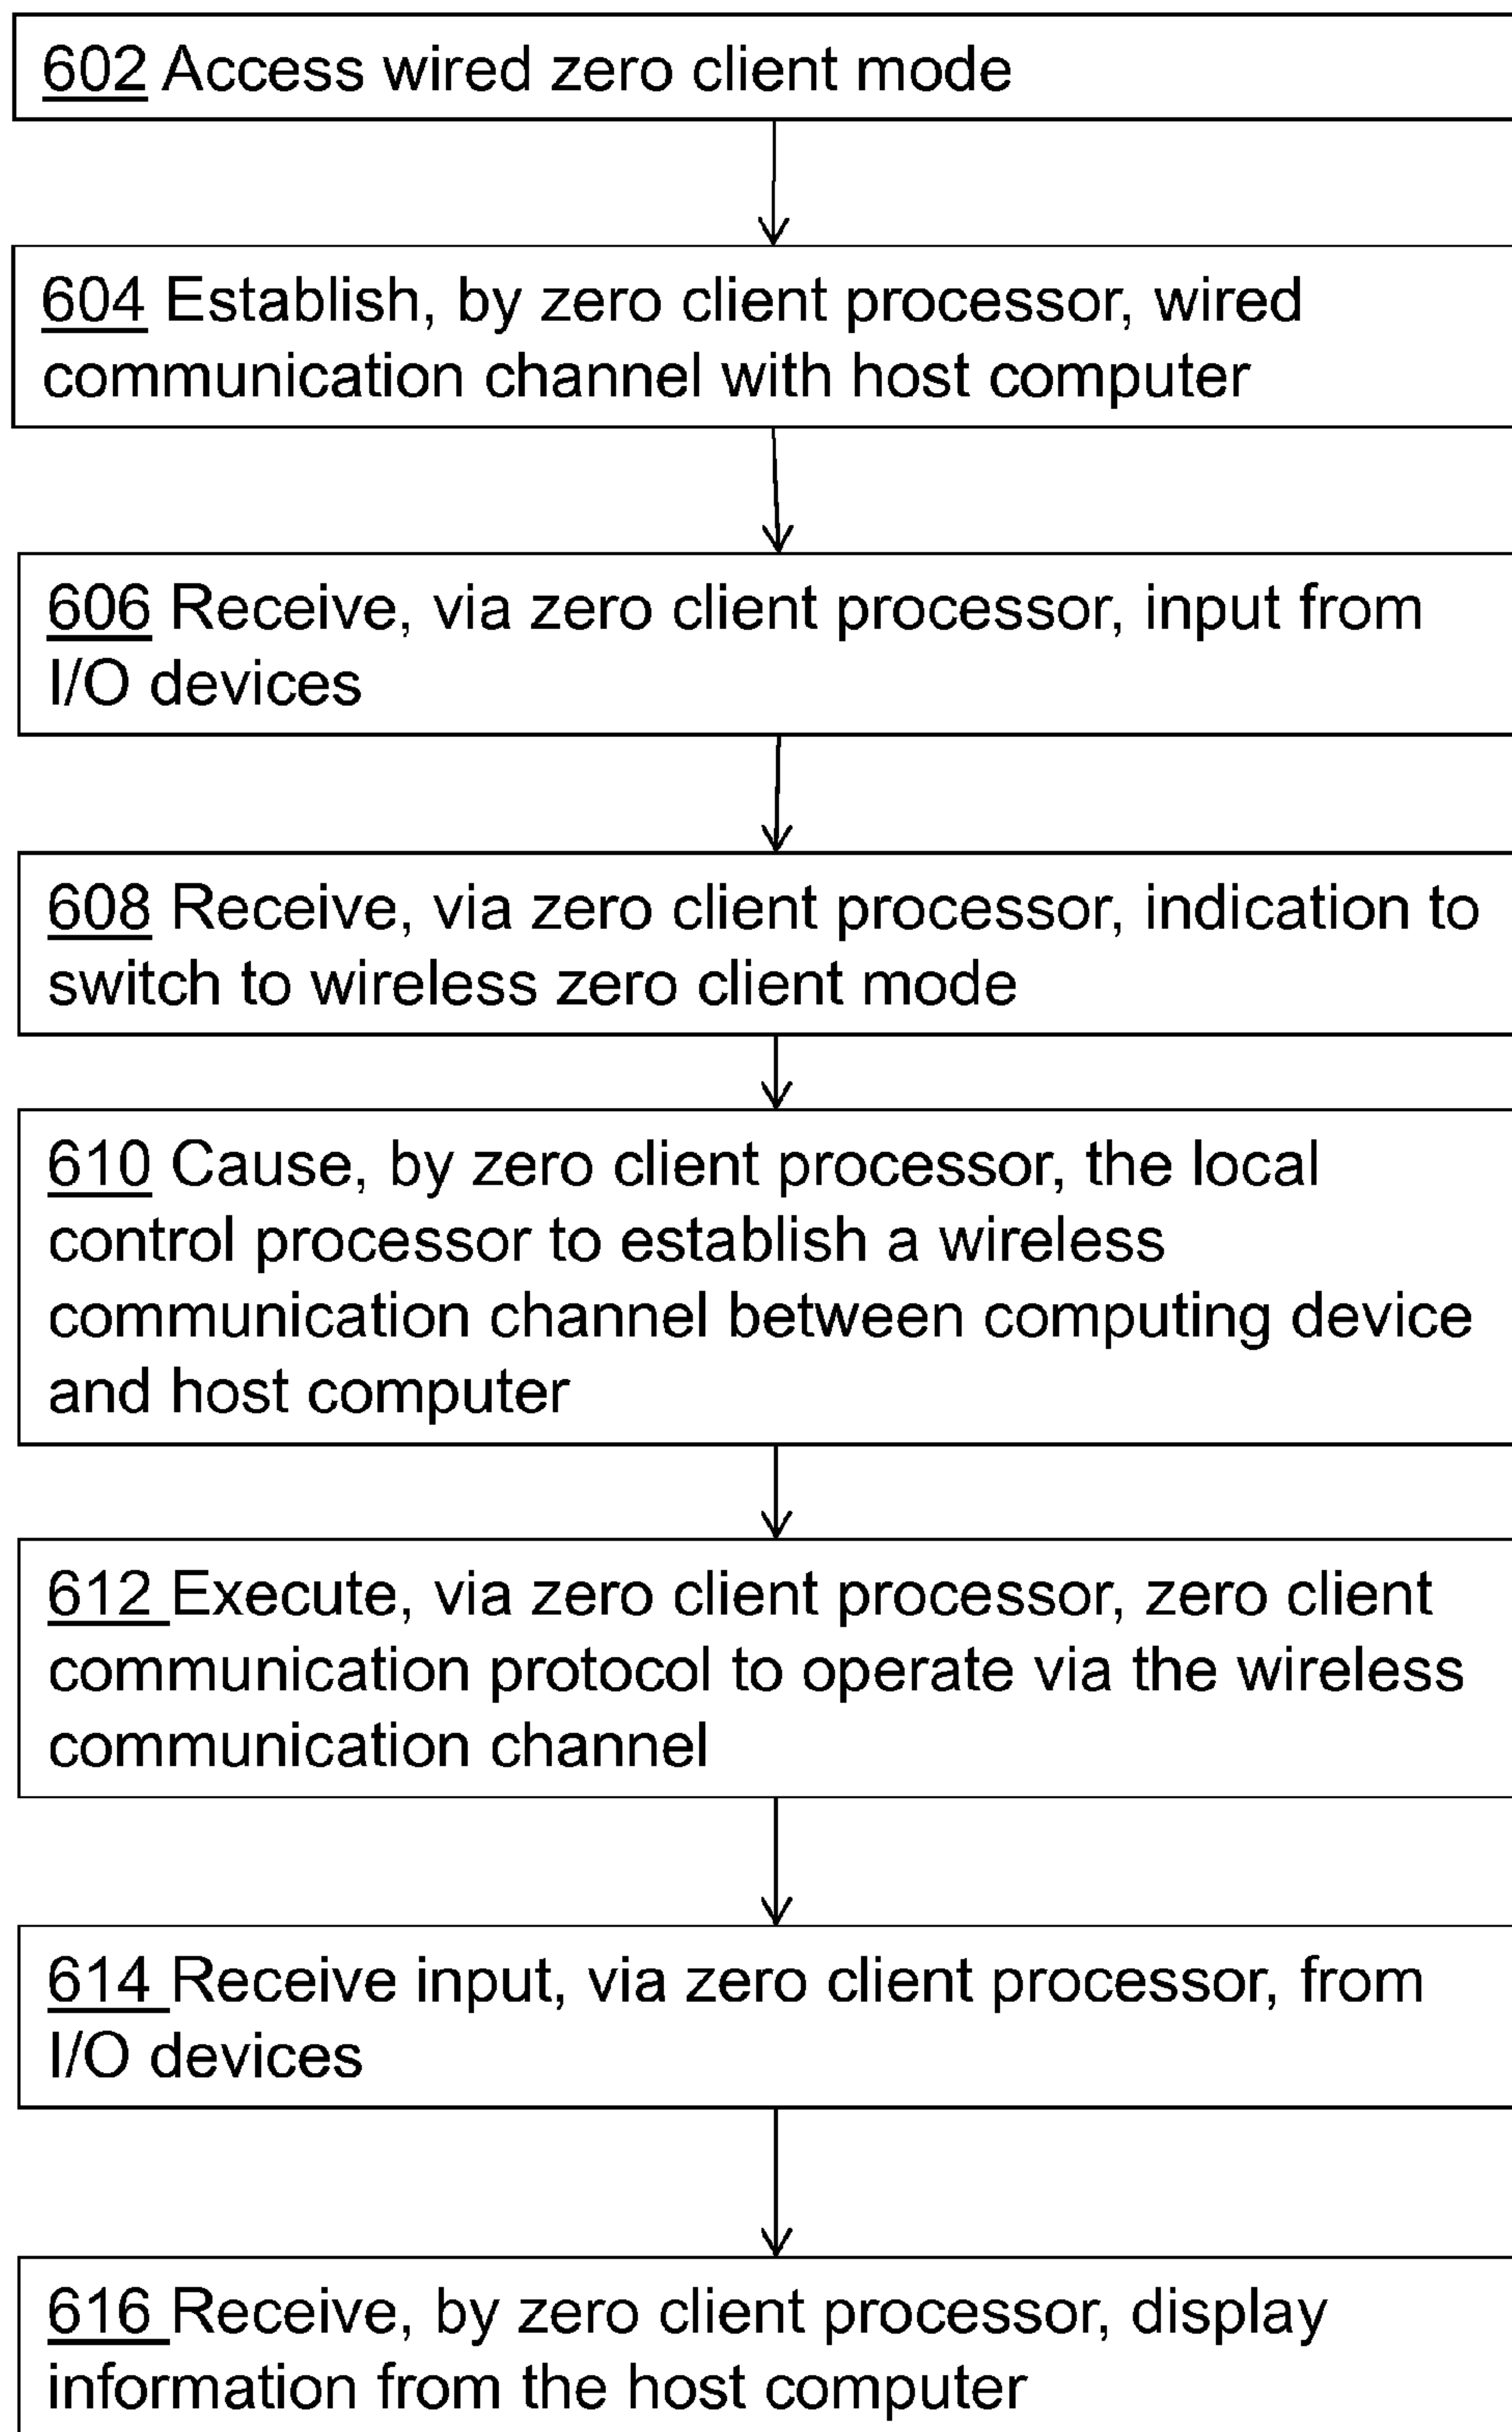 602 Access wired zero client mode
604 Establish, by zero client processor, wired
communication channel with host computer
606 Receive, via zero client processor, input from
I/O devices
608 Receive, via zero client processor, indication to
switch to wireless zero client mode
610 Cause, by zero client processor, the local
control processor to establish a wireless
communication channel between computing device
and host computer
612 Execute, via zero client processor, zero client
communication protocol to operate via the wireless
communication channel
614 Receive input, via zero client processor, from
I/O devices
616 Receive, by zero client processor, display
information from the host computer